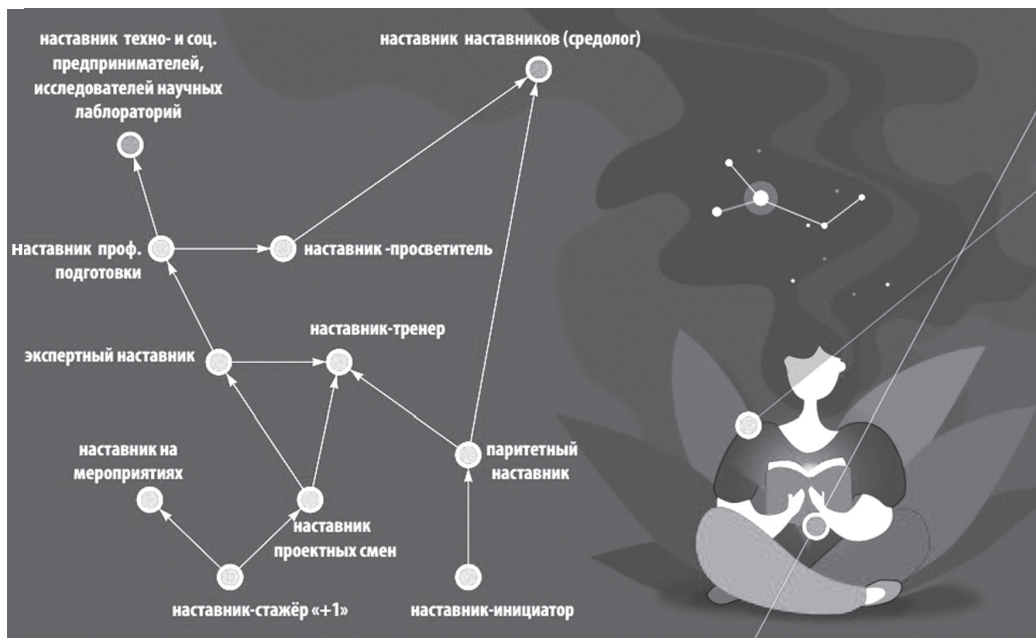 наставник техно- и соц.
предпринимателей,
исследователей научных
лаблораторий
наставник наставников (средолог)
наставник проф.
подготовки
наставник -просветитель
наставник-тренер
экспертный наставник
наставник на
мероприятиях
паритетный
наставник
наставник
проектных смен
наставник-стажёр «+1»
наставник-инициатор